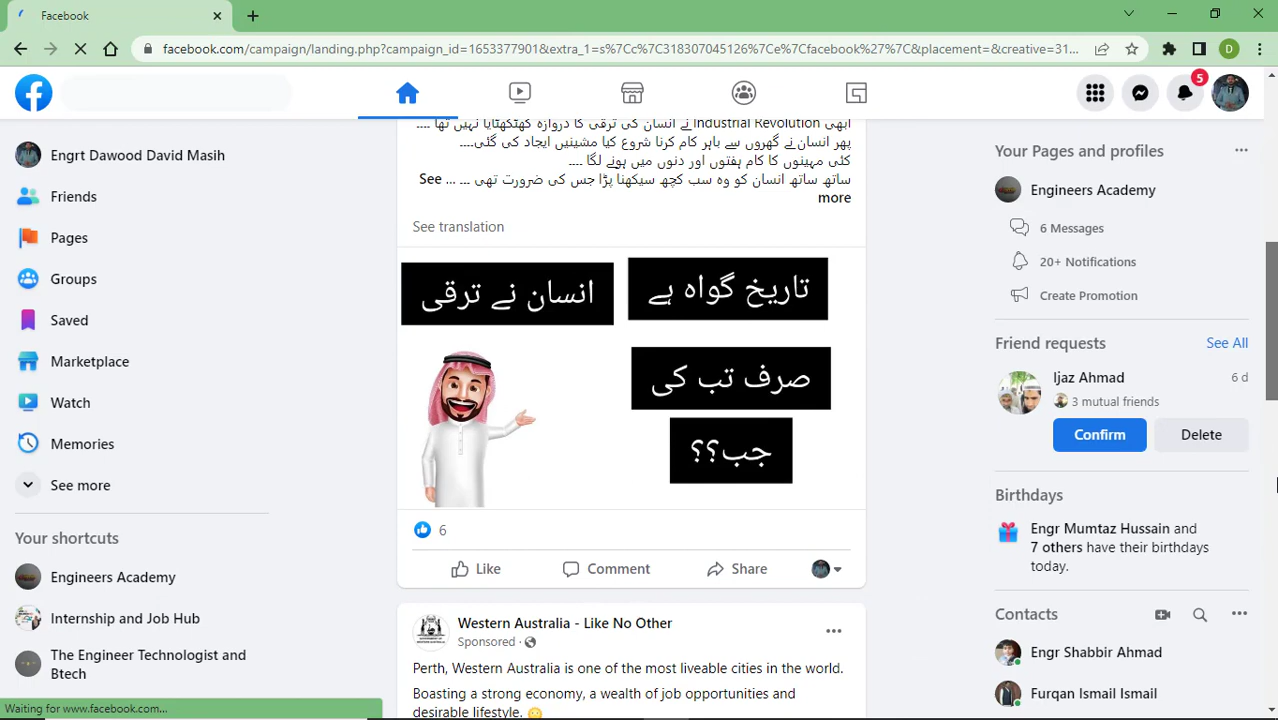 Facebook
facebook.com/campaign/landing.php?campaign_id=1653377901&extra_1=s%7Cc%7C318307045126%7Ce%7Cfacebook%27%7C&placement=&creative=31...
D
5
Engrt Dawood David Masih
Friends
Pages
Groups
Saved
Marketplace
Watch
Memories
See more
Your shortcuts
Engineers Academy
Internship and Job Hub
The Engineer Technologist and
Btech
Waiting for www.facebook.com...
ابھی Industrial Revolution نے انسان کی ترقی کا دروازہ کھٹکھٹایا نہیں تھا ....
پھر انسان نے گھروں سے باہر کام کرنا شروع کیا مشینیں ایجاد کی گئی....
کئی مہینوں کا کام ہفتوں اور دنوں میں ہونے لگا ....
ساتھ ساتھ انسان کو وہ سب کچھ سیکھنا پڑا جس کی ضرورت تھی ... ... See
more
See translation
تاریخ گواہ ہے
انسان نے ترقی
صرف تب کی
جب؟؟
6
Like
Comment
Share
Western Australia - Like No Other
Sponsored ·
Perth, Western Australia is one of the most liveable cities in the world.
Boasting a strong economy, a wealth of job opportunities and
desirable lifestyle.
Your Pages and profiles
Engineers Academy
6 Messages
20+ Notifications
Create Promotion
Friend requests
See All
Ijaz Ahmad
6 d
3 mutual friends
Confirm
Delete
Birthdays
Engr Mumtaz Hussain and
7 others have their birthdays
today.
Contacts
Engr Shabbir Ahmad
Furqan Ismail Ismail